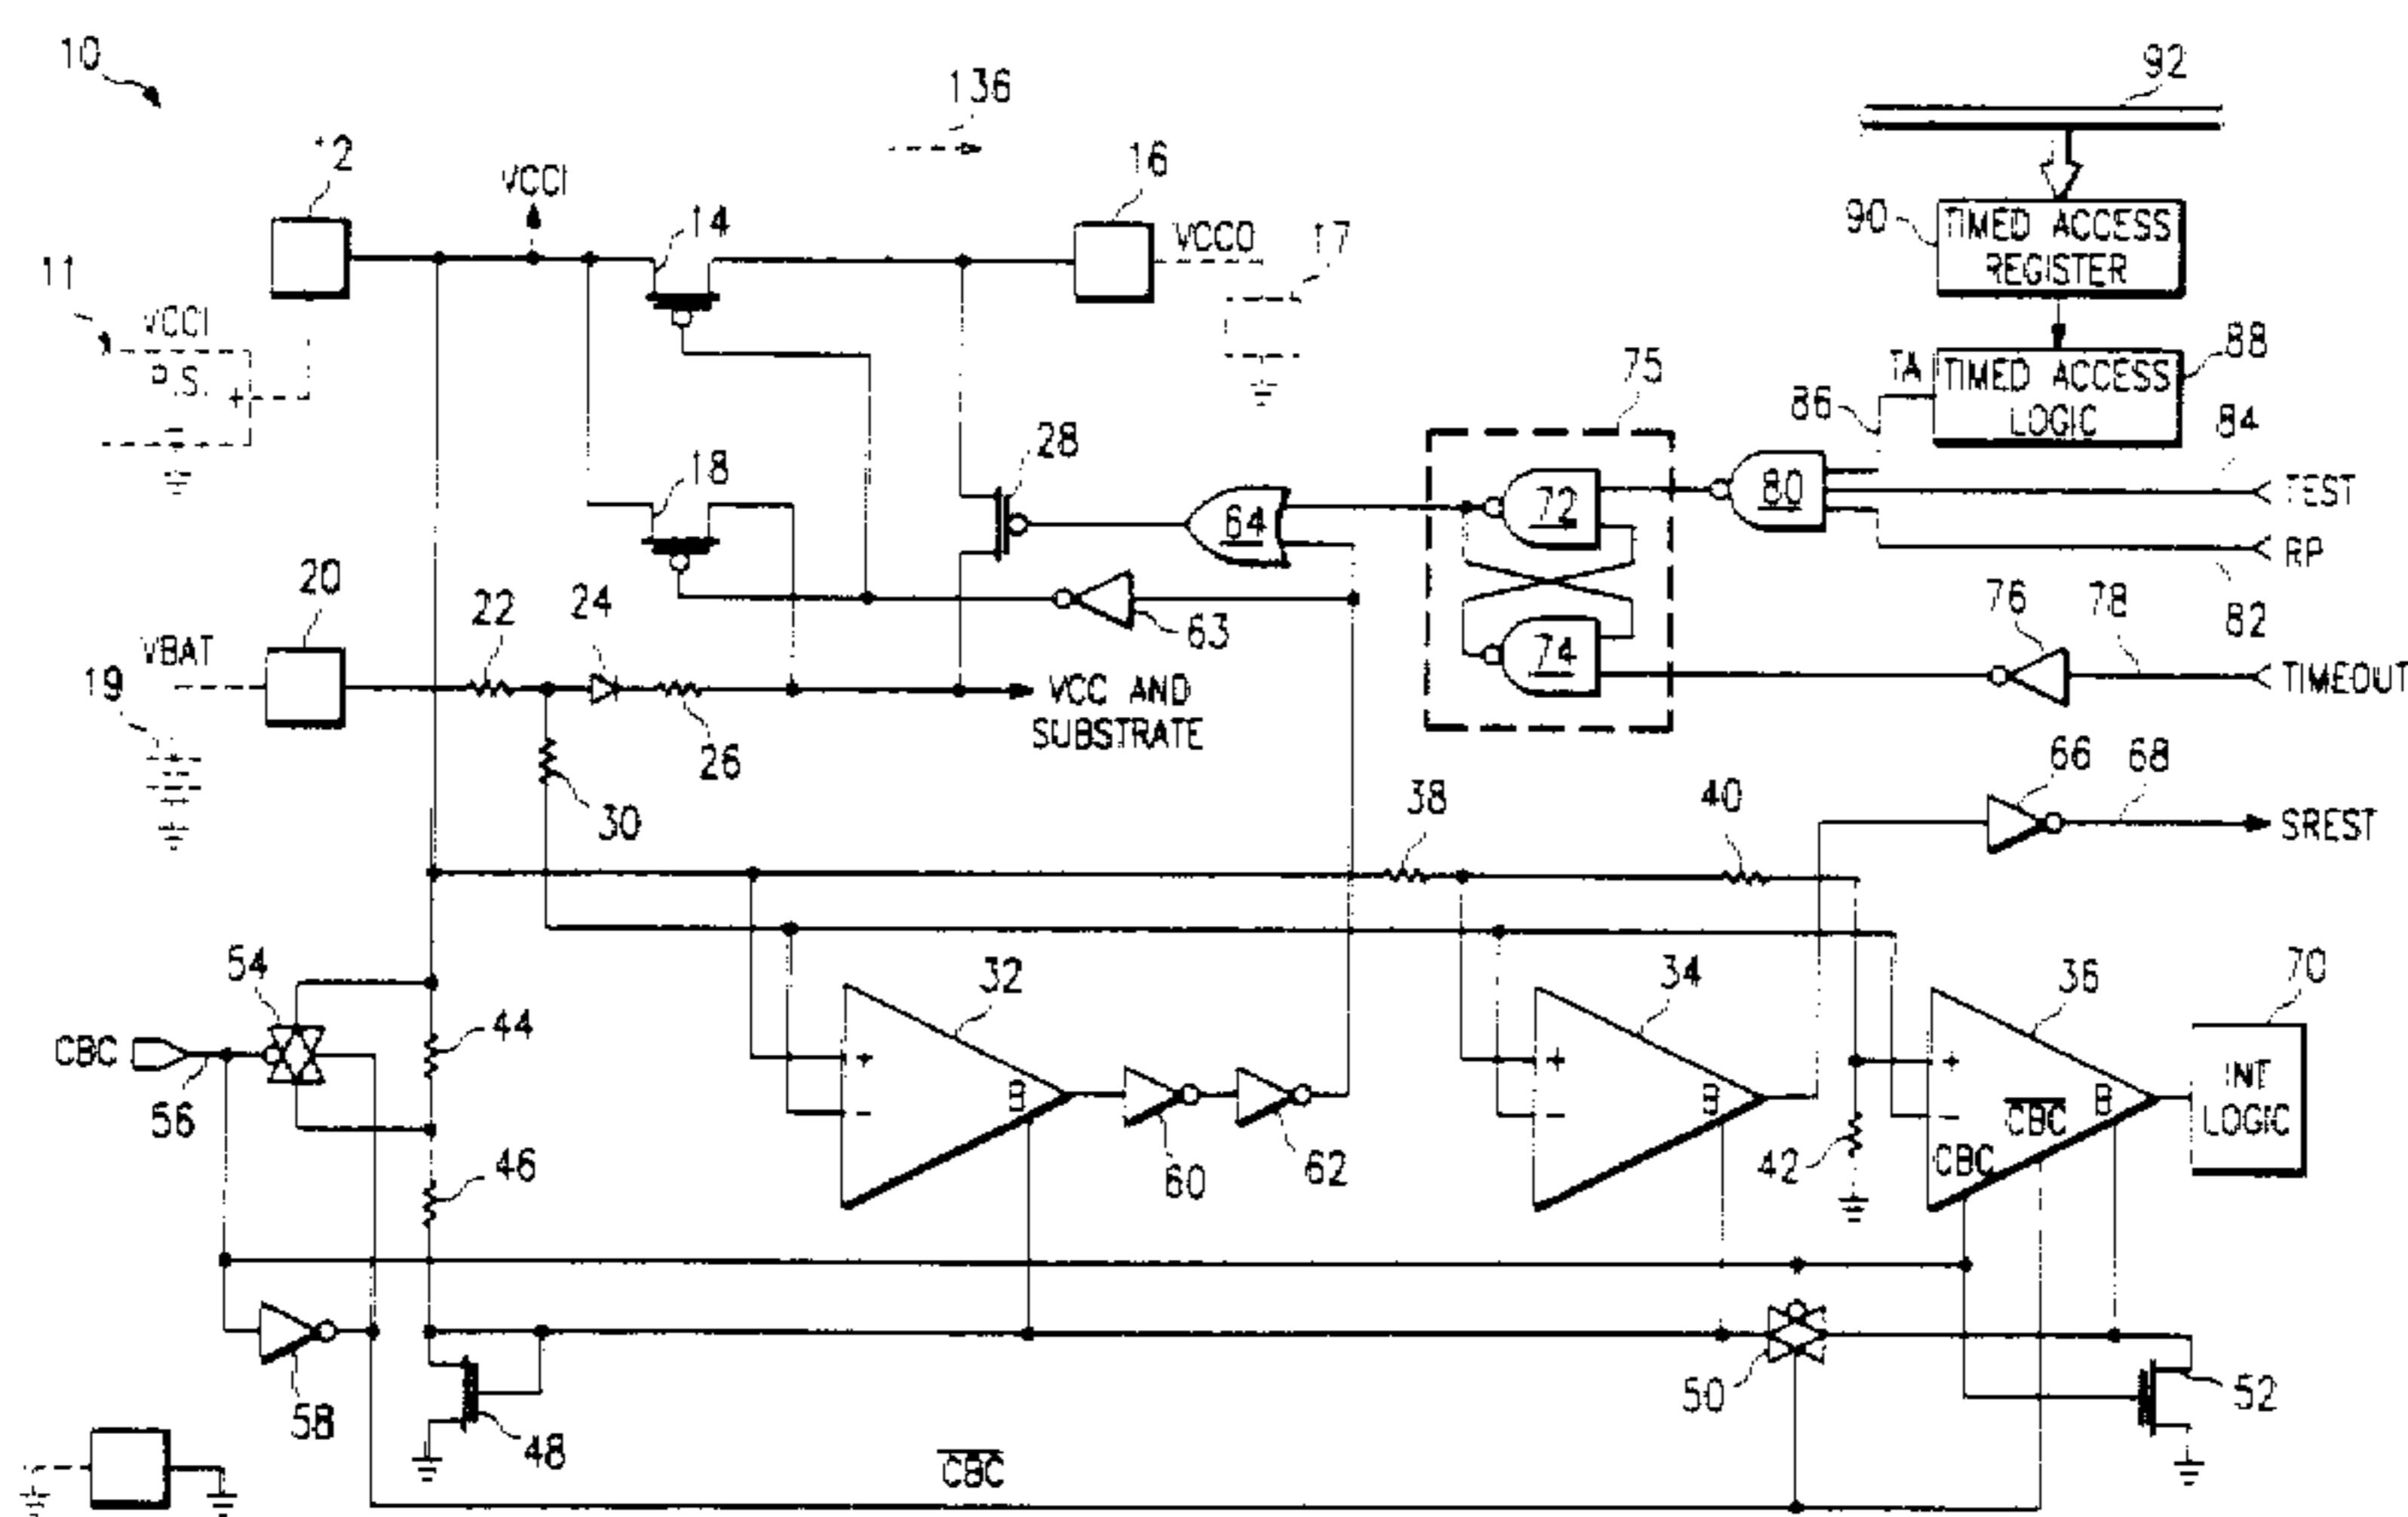 10
92
136
12
16
VCCI
14
90
TIMED ACCESS
REGISTER
VCCO
17
11
VCCI
P.S.
+
75
TA
TIMED ACCESS
LOGIC
88
86
84
28
18
72
80
TEST
64
RP
20
22
24
76
78
82
VBAT
63
74
19
VCC AND
SUBSTRATE
TIMEOUT
26
66
68
30
38
40
SREST
54
32
34
36
70
CBC
44
+
+
+
INT
LOGIC
56
B
B
CBC
B
-
-
-
46
60
62
42
CBC
50
52
58
48
CBC